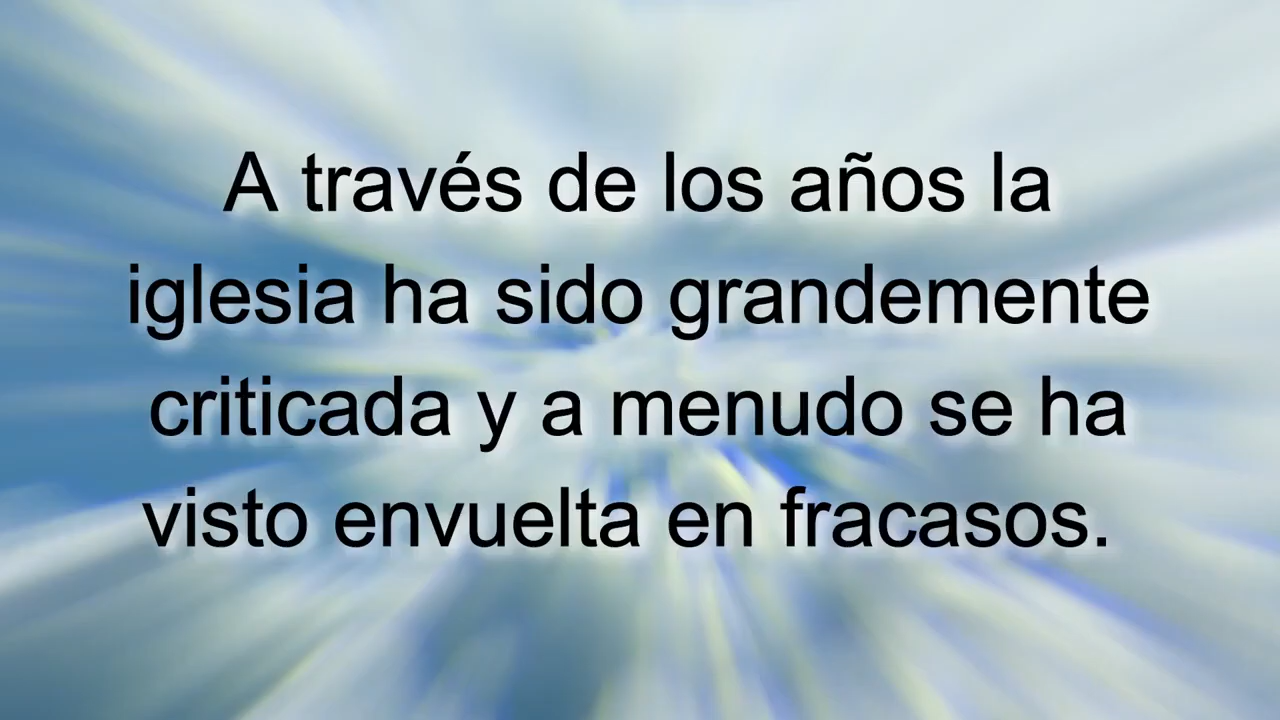 A través de los años la
iglesia ha sido grandemente
criticada y a menudo se ha
visto envuelta en fracasos.